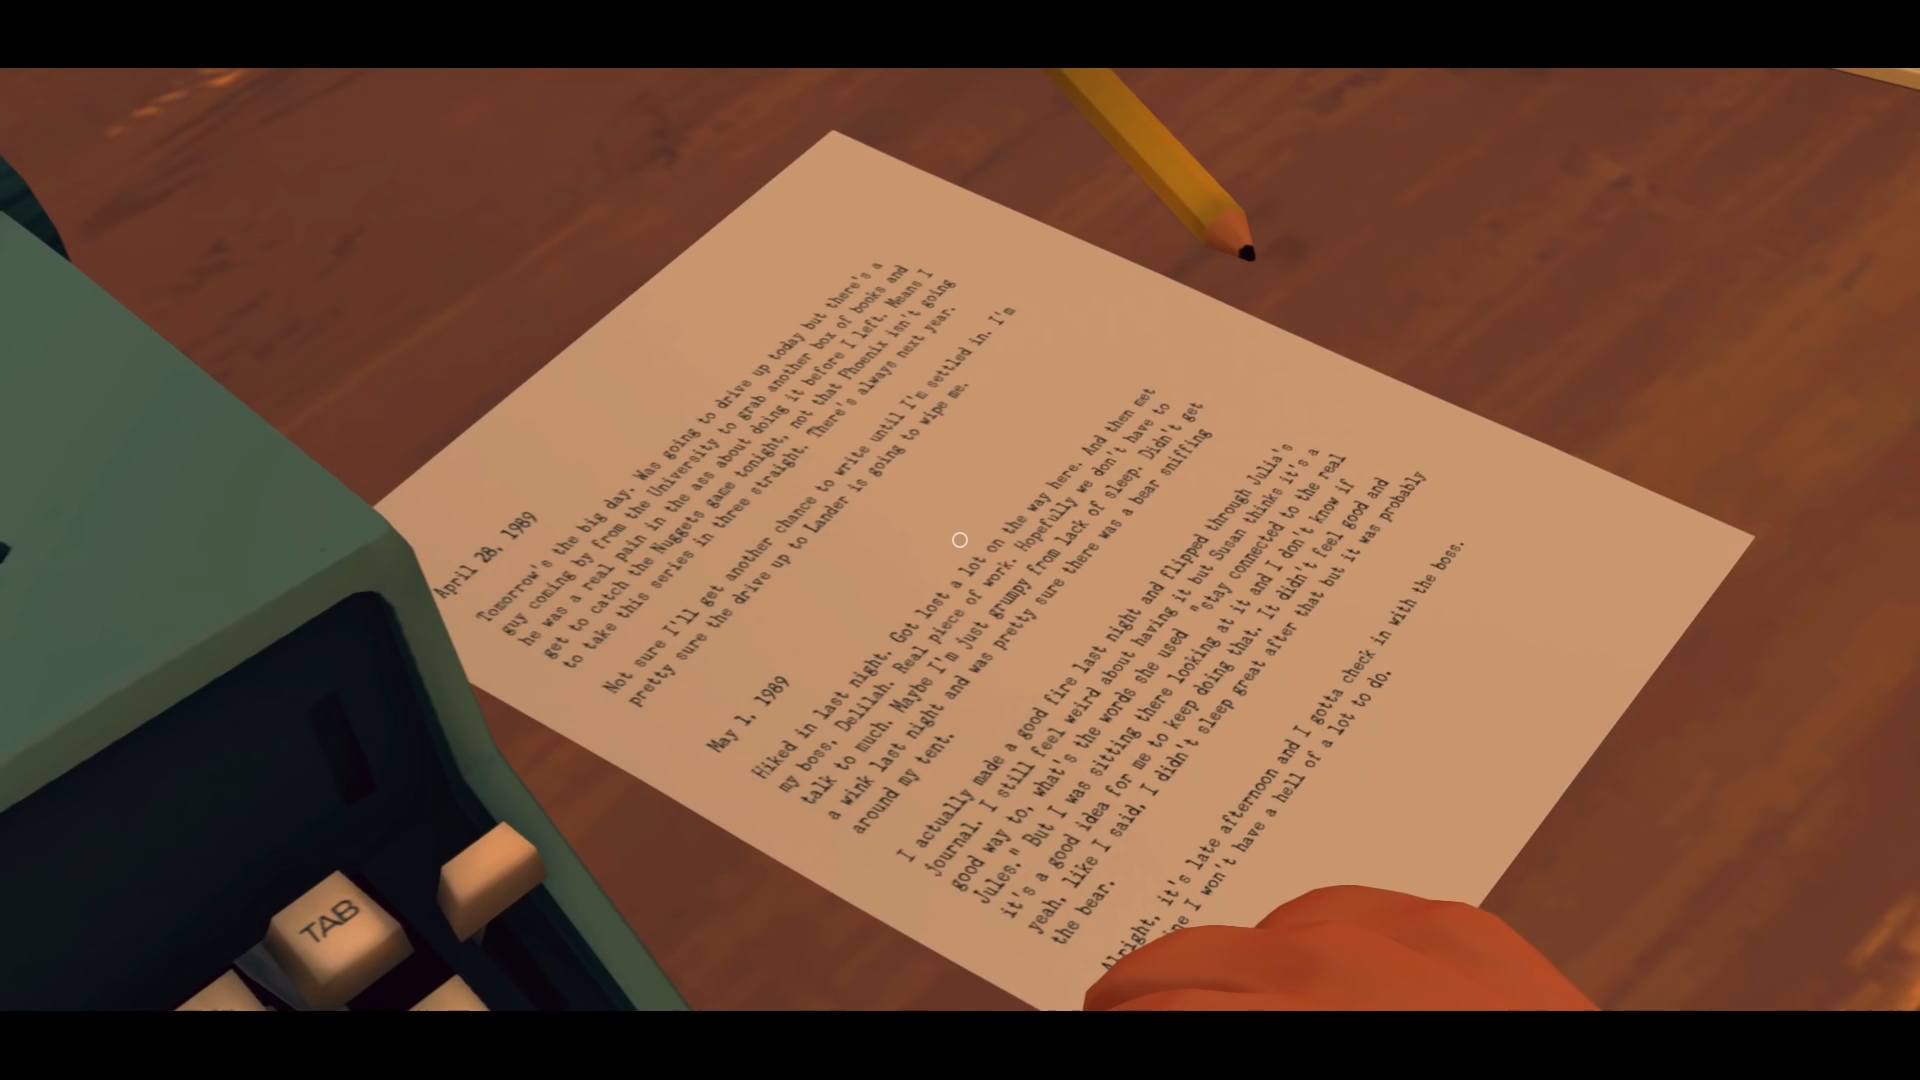 April 28, 1989
Tomorrow's the big day. Was going to drive up today but there's a
guy coming by from the University to grab another box of books and
he was a real pain in the ass about doing it before I left. Means I
get to catch the Nuggets game tonight, not that Phoenix isn't going
to take this series in three straight. There's always next year.
Not sure I'll get another chance to write until I'm settled in. I'm
pretty sure the drive up to Lander is going to wipe me.
May 1, 1989
Hiked in last night. Got lost a lot on the way here. And then met
my boss, Delilah. Real piece of work. Hopefully we don't have to
talk to much. Maybe I'm just grumpy from lack of sleep. Didn't get
a wink last night and was pretty sure there was a bear sniffing
around my tent.
I actually made a good fire last night and flipped through Julia's
journal. I still feel weird about having it but Susan thinks it's a
good way to, what's the words she used "stay connected to the real
Jules." But I was sitting there looking at it and I don't know if
it's a good idea for me to keep doing that. It didn't feel good and
yeah, like I said, I didn't sleep great after that but it was probably
the bear.
Alright, it's late afternoon and I gotta check in with the boss.
I won't have a hell of a lot to do.
TAB